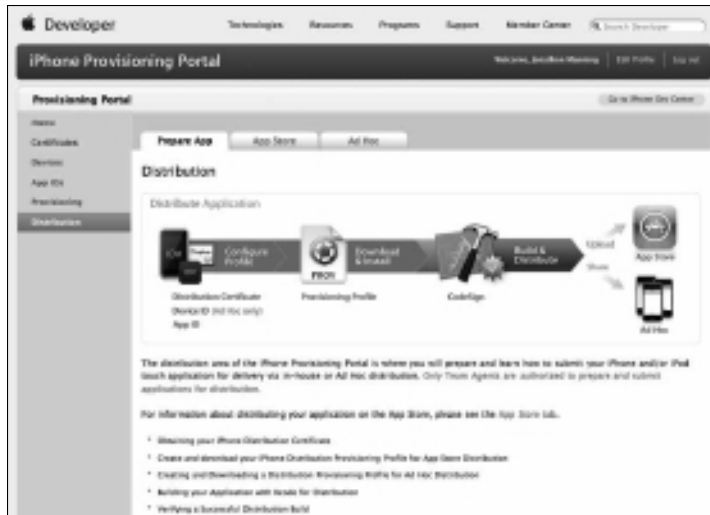 Developer
Technologies Resources Programs Support Member Center Search Developer
iPhone Provisioning Portal
Welcome, Jonathon Manning Edit Profile Log out
Provisioning Portal
Go to iPhone Dev Center
Home
Certificates
Devices
App IDs
Provisioning
Distribution
Prepare App App Store Ad Hoc
Distribution
Distribute Application
Configure
Profile
Download
& Install
Build &
Distribute
Upload
Share
App Store
Ad Hoc
PROV
Distribution Certificate
Device ID (Ad Hoc only)
App ID
Provisioning Profile
CodeSign
The distribution area of the iPhone Provisioning Portal is where you will prepare and learn how to submit your iPhone and/or iPod
touch application for delivery via in-house or Ad Hoc distribution. Only Team Agents are authorized to prepare and submit
applications for distribution.
For information about distributing your application on the App Store, please see the App Store tab.
Obtaining your iPhone Distribution Certificate
Create and download your iPhone Distribution Provisioning Profile for App Store Distribution
Creating and Downloading a Distribution Provisioning Profile for Ad Hoc Distribution
Building your Application with Xcode for Distribution
Verifying a Successful Distribution Build